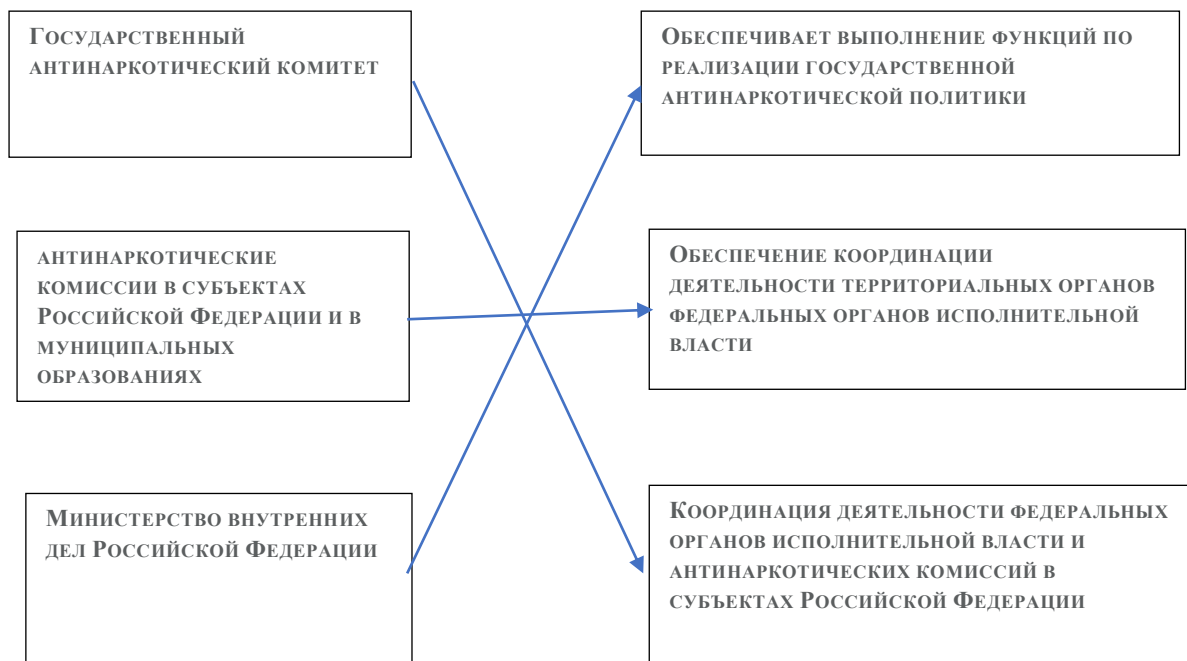 Государственный
антинаркотический комитет
Обеспечивает выполнение функций по
реализации государственной
антинаркотической политики
антинаркотические
комиссии в субъектах
Российской Федерации и в
муниципальных
образованиях
Обеспечение координации
деятельности территориальных органов
федеральных органов исполнительной
власти
Министерство внутренних
дел Российской Федерации
Координация деятельности федеральных
органов исполнительной власти и
антинаркотических комиссий в
субъектах Российской Федерации